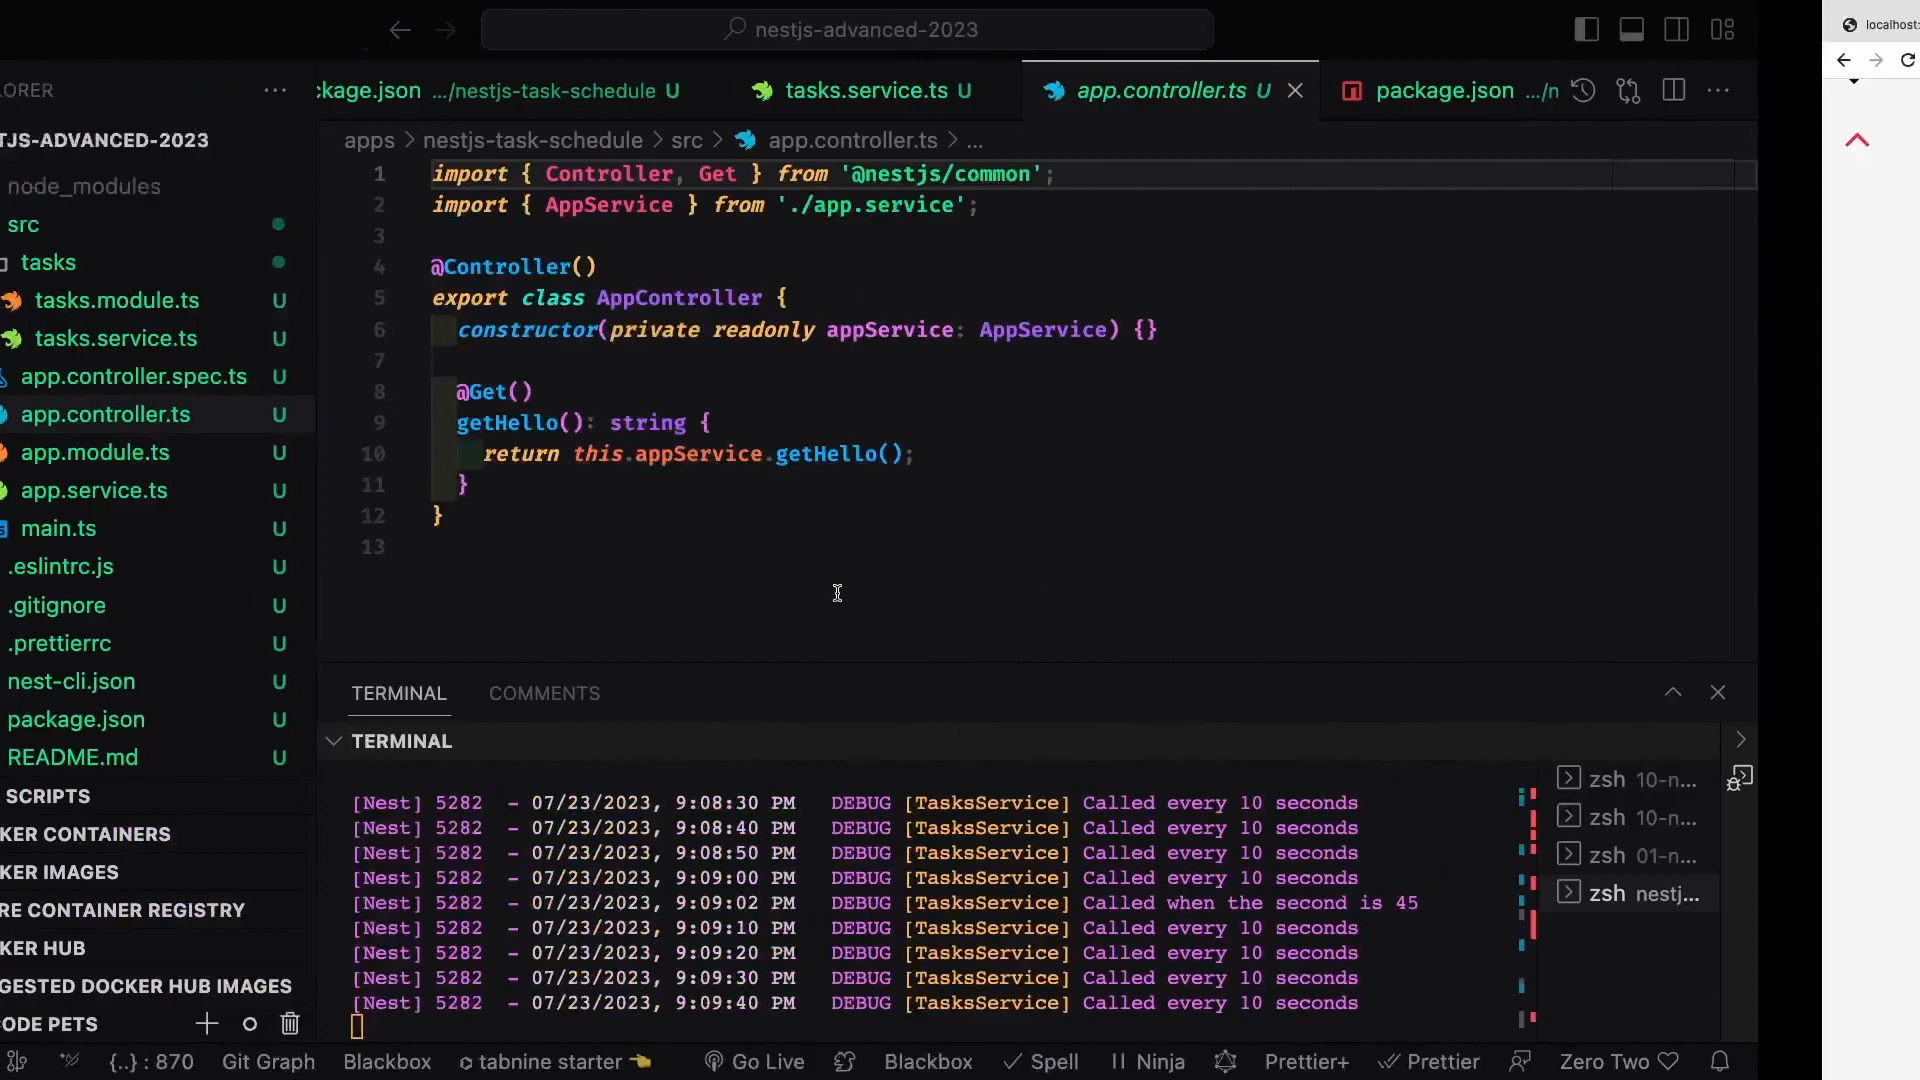 nestjs-advanced-2023
localhost:
LORER
ckage.json .../nestjs-task-schedule U
tasks.service.ts U
app.controller.ts U
package.json .../n
TJS-ADVANCED-2023
apps > nestjs-task-schedule > src > app.controller.ts > ...
node_modules
src
tasks
tasks.module.ts U
tasks.service.ts U
app.controller.spec.ts U
app.controller.ts U
app.module.ts U
app.service.ts U
main.ts U
.eslintrc.js U
.gitignore U
.prettierrc U
nest-cli.json U
package.json U
README.md U
SCRIPTS
KER CONTAINERS
KER IMAGES
RE CONTAINER REGISTRY
KER HUB
GESTED DOCKER HUB IMAGES
ODE PETS
1 import { Controller, Get } from '@nestjs/common';
2 import { AppService } from './app.service';
3
4 @Controller()
5 export class AppController {
6 constructor(private readonly appService: AppService) {}
7
8 @Get()
9 getHello(): string {
10 return this.appService.getHello();
11 }
12 }
13
TERMINAL COMMENTS
TERMINAL
[Nest] 5282 - 07/23/2023, 9:08:30 PM DEBUG [TasksService] Called every 10 seconds
[Nest] 5282 - 07/23/2023, 9:08:40 PM DEBUG [TasksService] Called every 10 seconds
[Nest] 5282 - 07/23/2023, 9:08:50 PM DEBUG [TasksService] Called every 10 seconds
[Nest] 5282 - 07/23/2023, 9:09:00 PM DEBUG [TasksService] Called every 10 seconds
[Nest] 5282 - 07/23/2023, 9:09:02 PM DEBUG [TasksService] Called when the second is 45
[Nest] 5282 - 07/23/2023, 9:09:10 PM DEBUG [TasksService] Called every 10 seconds
[Nest] 5282 - 07/23/2023, 9:09:20 PM DEBUG [TasksService] Called every 10 seconds
[Nest] 5282 - 07/23/2023, 9:09:30 PM DEBUG [TasksService] Called every 10 seconds
[Nest] 5282 - 07/23/2023, 9:09:40 PM DEBUG [TasksService] Called every 10 seconds
zsh 10-n...
zsh 10-n...
zsh 01-n...
zsh nestj...
{..} : 870 Git Graph Blackbox tabnine starter Go Live Blackbox Spell Ninja Prettier+ Prettier Zero Two